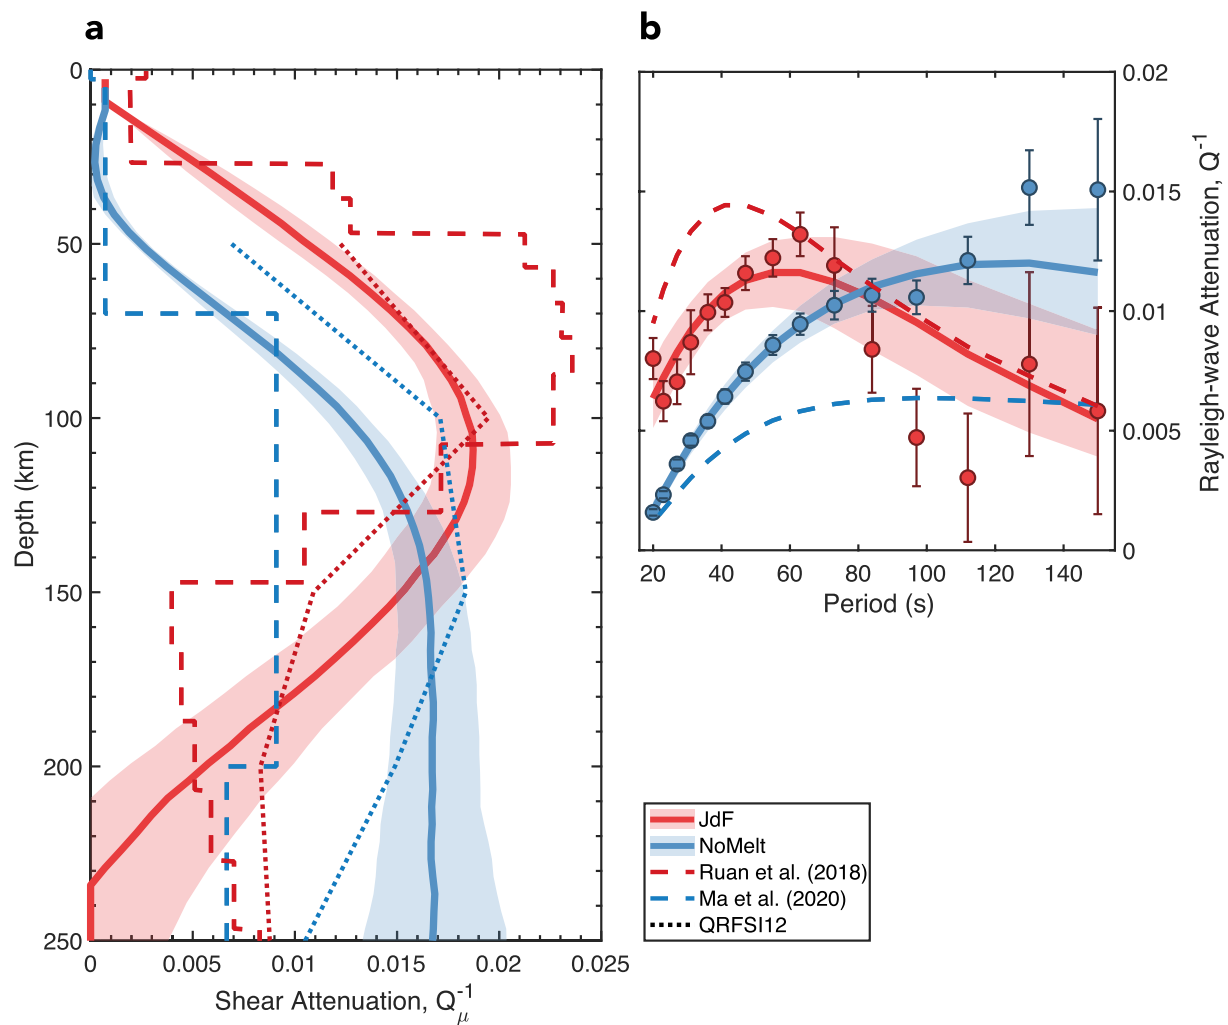 a
b
0
50
100
150
200
250
Depth (km)
0
0.005
0.01
0.015
0.02
0.025
Shear Attenuation, Q⁻¹μ
0.02
0.015
0.01
0.005
0
Rayleigh-wave Attenuation, Q⁻¹
20
40
60
80
100
120
140
Period (s)
JdF
NoMelt
Ruan et al. (2018)
Ma et al. (2020)
QRFSI12